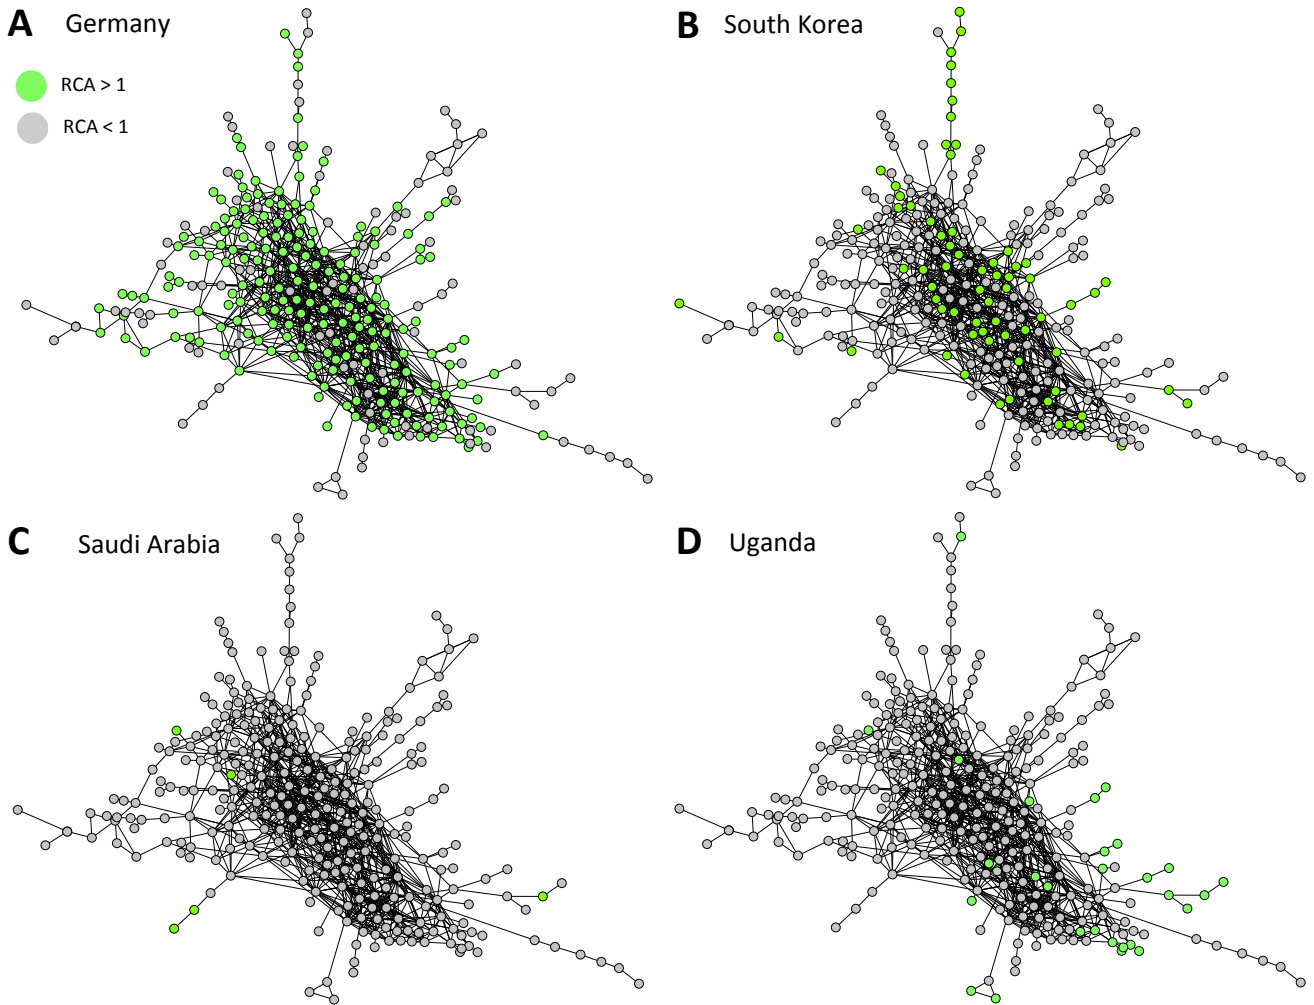 A Germany
B South Korea
RCA > 1
RCA < 1
C Saudi Arabia
D Uganda